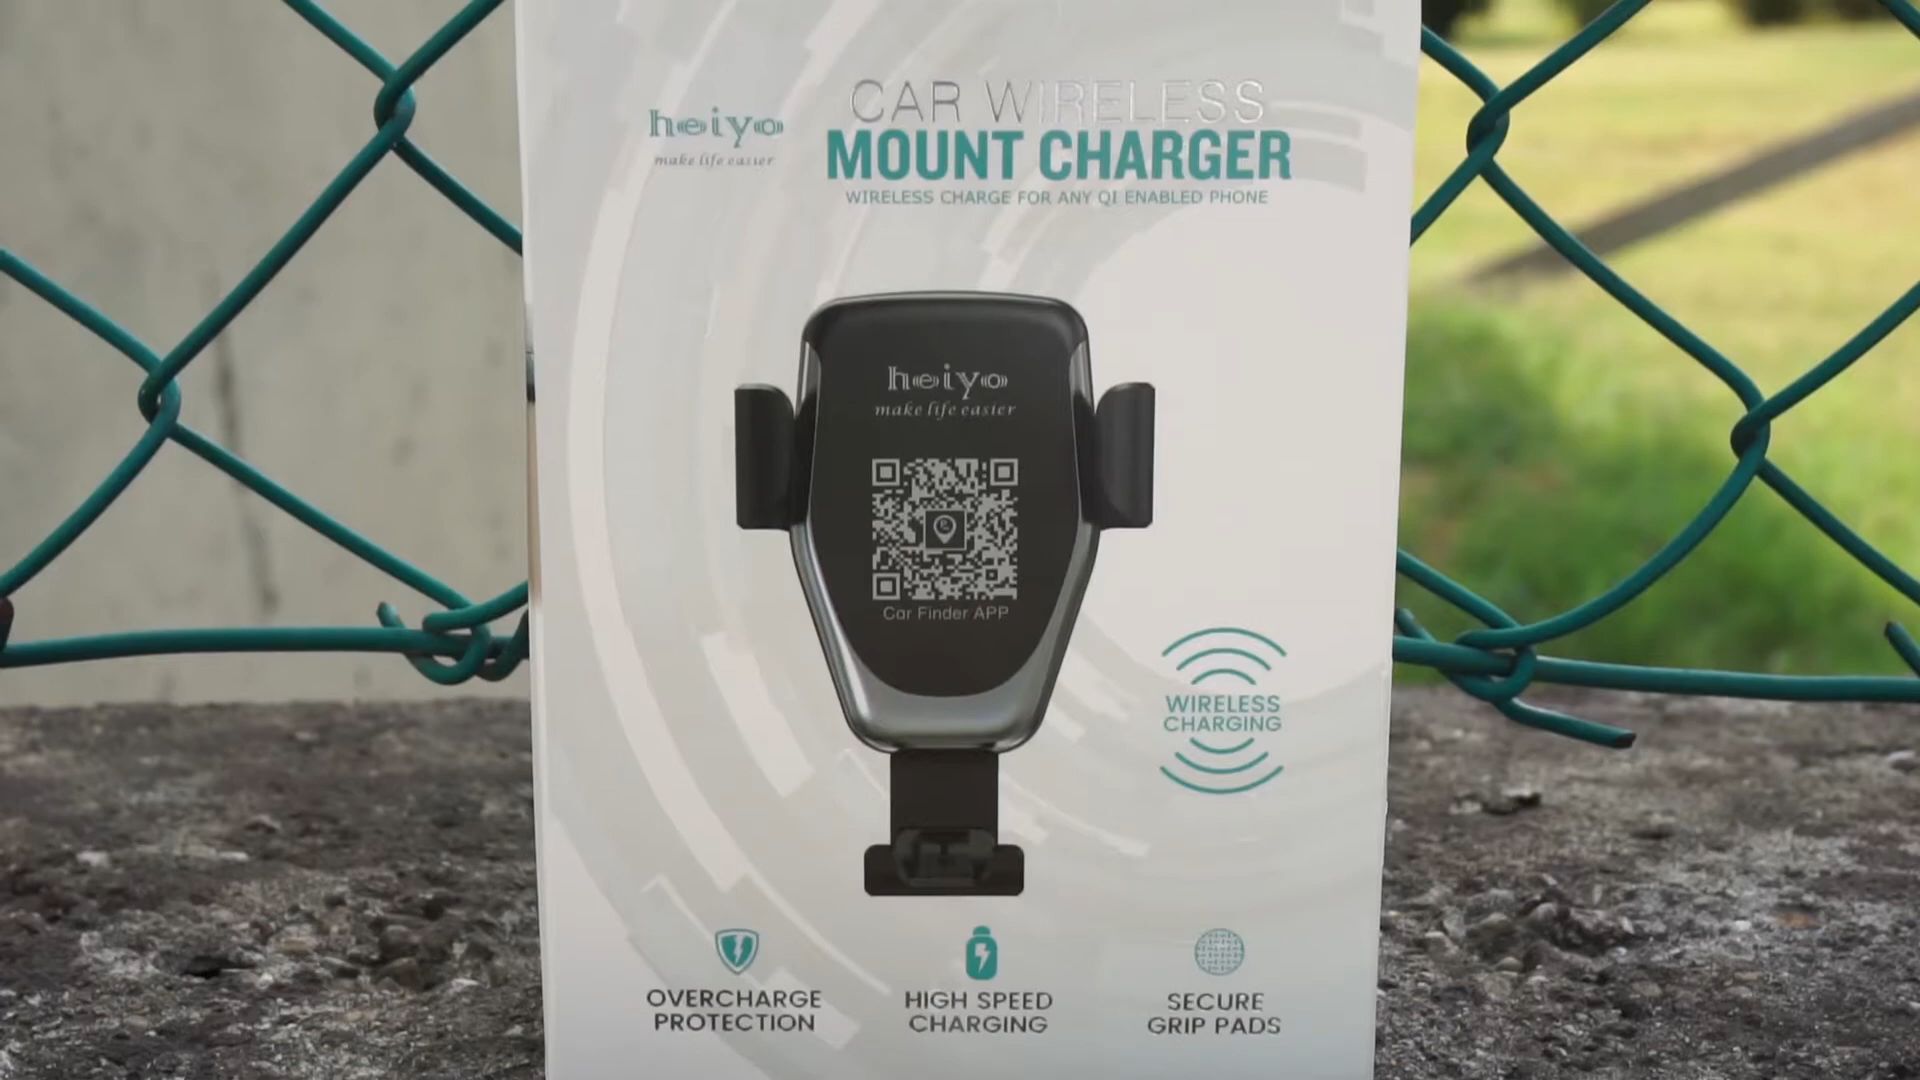 heiyo
make life easier
CAR WIRELESS
MOUNT CHARGER
WIRELESS CHARGE FOR ANY QI ENABLED PHONE
heiyo
make life easier
Car Finder APP
WIRELESS
CHARGING
OVERCHARGE
PROTECTION
HIGH SPEED
CHARGING
SECURE
GRIP PADS